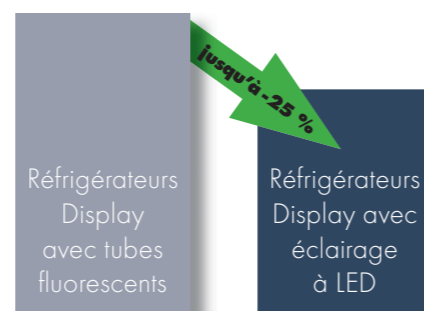 jusqu'à -25 %
Réfrigérateurs
Display
avec tubes
fluorescents
Réfrigérateurs
Display avec
éclairage
à LED